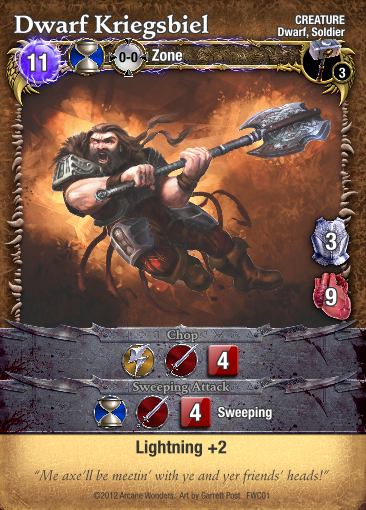 Dwarf Kriegsbiel
CREATURE
Dwarf, Soldier
11
0-0
Zone
3
3
9
Chop
4
Sweeping Attack
4 Sweeping
Lightning +2
"Me axe'll be meetin' with ye and yer friends' heads!"
©2012 Arcane Wonders. Art by Garrett Post. FWC01